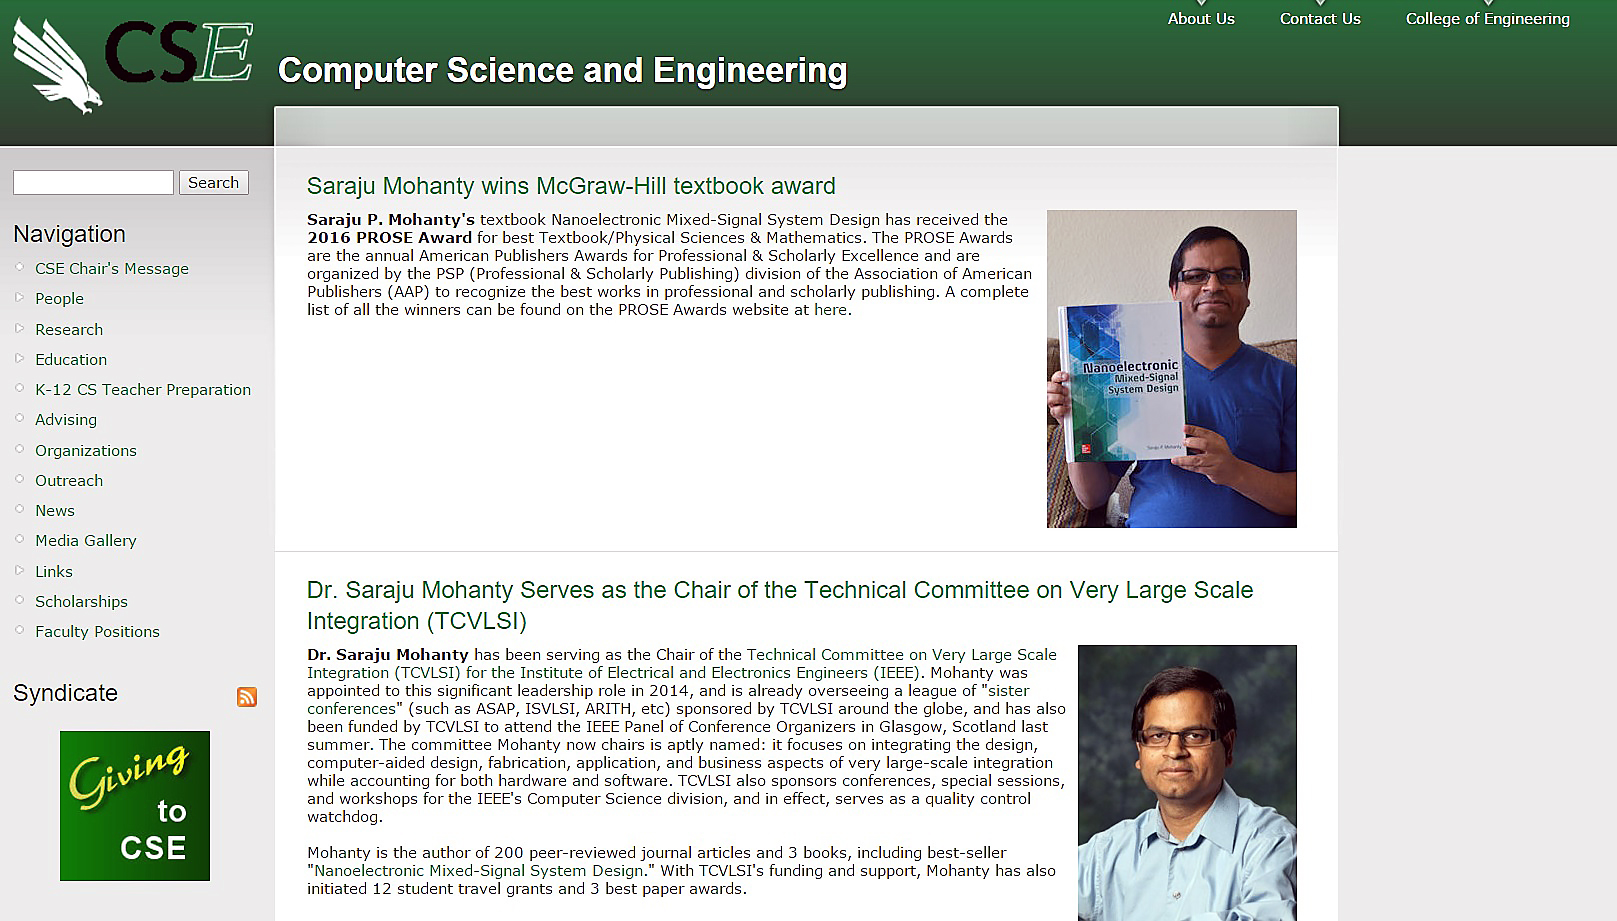 CSE
Computer Science and Engineering
About Us
Contact Us
College of Engineering
Search
Navigation
CSE Chair's Message
People
Research
Education
K-12 CS Teacher Preparation
Advising
Organizations
Outreach
News
Media Gallery
Links
Scholarships
Faculty Positions
Syndicate
Giving
to
CSE
Saraju Mohanty wins McGraw-Hill textbook award
Saraju P. Mohanty's textbook Nanoelectronic Mixed-Signal System Design has received the
2016 PROSE Award for best Textbook/Physical Sciences & Mathematics. The PROSE Awards
are the annual American Publishers Awards for Professional & Scholarly Excellence and are
organized by the PSP (Professional & Scholarly Publishing) division of the Association of American
Publishers (AAP) to recognize the best works in professional and scholarly publishing. A complete
list of all the winners can be found on the PROSE Awards website at here.
Nanoelectronic
Mixed-Signal
System Design
Saraju P. Mohanty
Dr. Saraju Mohanty Serves as the Chair of the Technical Committee on Very Large Scale
Integration (TCVLSI)
Dr. Saraju Mohanty has been serving as the Chair of the Technical Committee on Very Large Scale
Integration (TCVLSI) for the Institute of Electrical and Electronics Engineers (IEEE). Mohanty was
appointed to this significant leadership role in 2014, and is already overseeing a league of "sister
conferences" (such as ASAP, ISVLSI, ARITH, etc) sponsored by TCVLSI around the globe, and has also
been funded by TCVLSI to attend the IEEE Panel of Conference Organizers in Glasgow, Scotland last
summer. The committee Mohanty now chairs is aptly named: it focuses on integrating the design,
computer-aided design, fabrication, application, and business aspects of very large-scale integration
while accounting for both hardware and software. TCVLSI also sponsors conferences, special sessions,
and workshops for the IEEE's Computer Science division, and in effect, serves as a quality control
watchdog.
Mohanty is the author of 200 peer-reviewed journal articles and 3 books, including best-seller
"Nanoelectronic Mixed-Signal System Design." With TCVLSI's funding and support, Mohanty has also
initiated 12 student travel grants and 3 best paper awards.